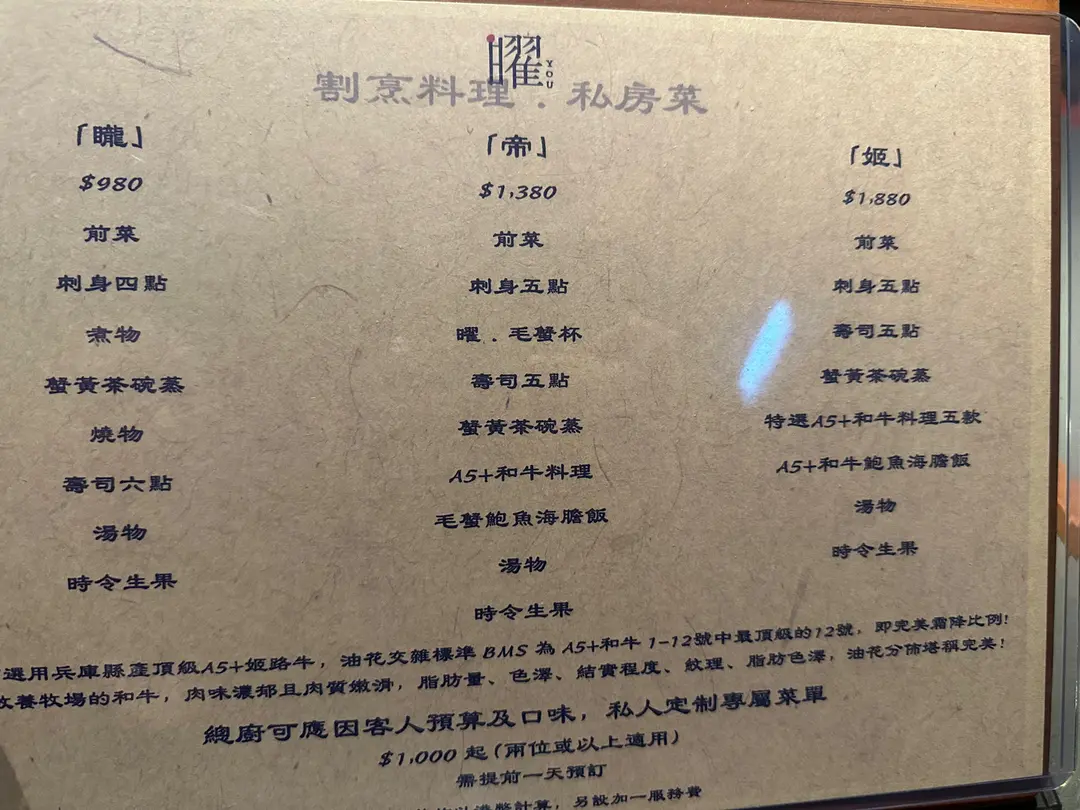 曜
YOU
割烹料理．私房菜
「矓」
$980
前菜
刺身四點
煮物
蟹黃茶碗蒸
燒物
壽司六點
湯物
時令生果
「帝」
$1,380
前菜
刺身五點
曜．毛蟹杯
壽司五點
蟹黃茶碗蒸
A5+和牛料理
毛蟹鮑魚海膽飯
湯物
時令生果
「姬」
$1,880
前菜
刺身五點
壽司五點
蟹黃茶碗蒸
特選A5+和牛料理五款
A5+和牛鮑魚海膽飯
湯物
時令生果
選用兵庫縣產頂級A5+姬路牛，油花交雜標準 BMS 為 A5+和牛 1-12號中最頂級的12號，即完美霜降比例！
牧養牧場的和牛，肉味濃郁且肉質嫩滑，脂肪量、色澤、結實程度、紋理、脂肪色澤，油花分佈堪稱完美！
總廚可應因客人預算及口味，私人定制專屬菜單
$1,000 起（兩位或以上適用）
需提前一天預訂
港幣計算，另設加一服務費